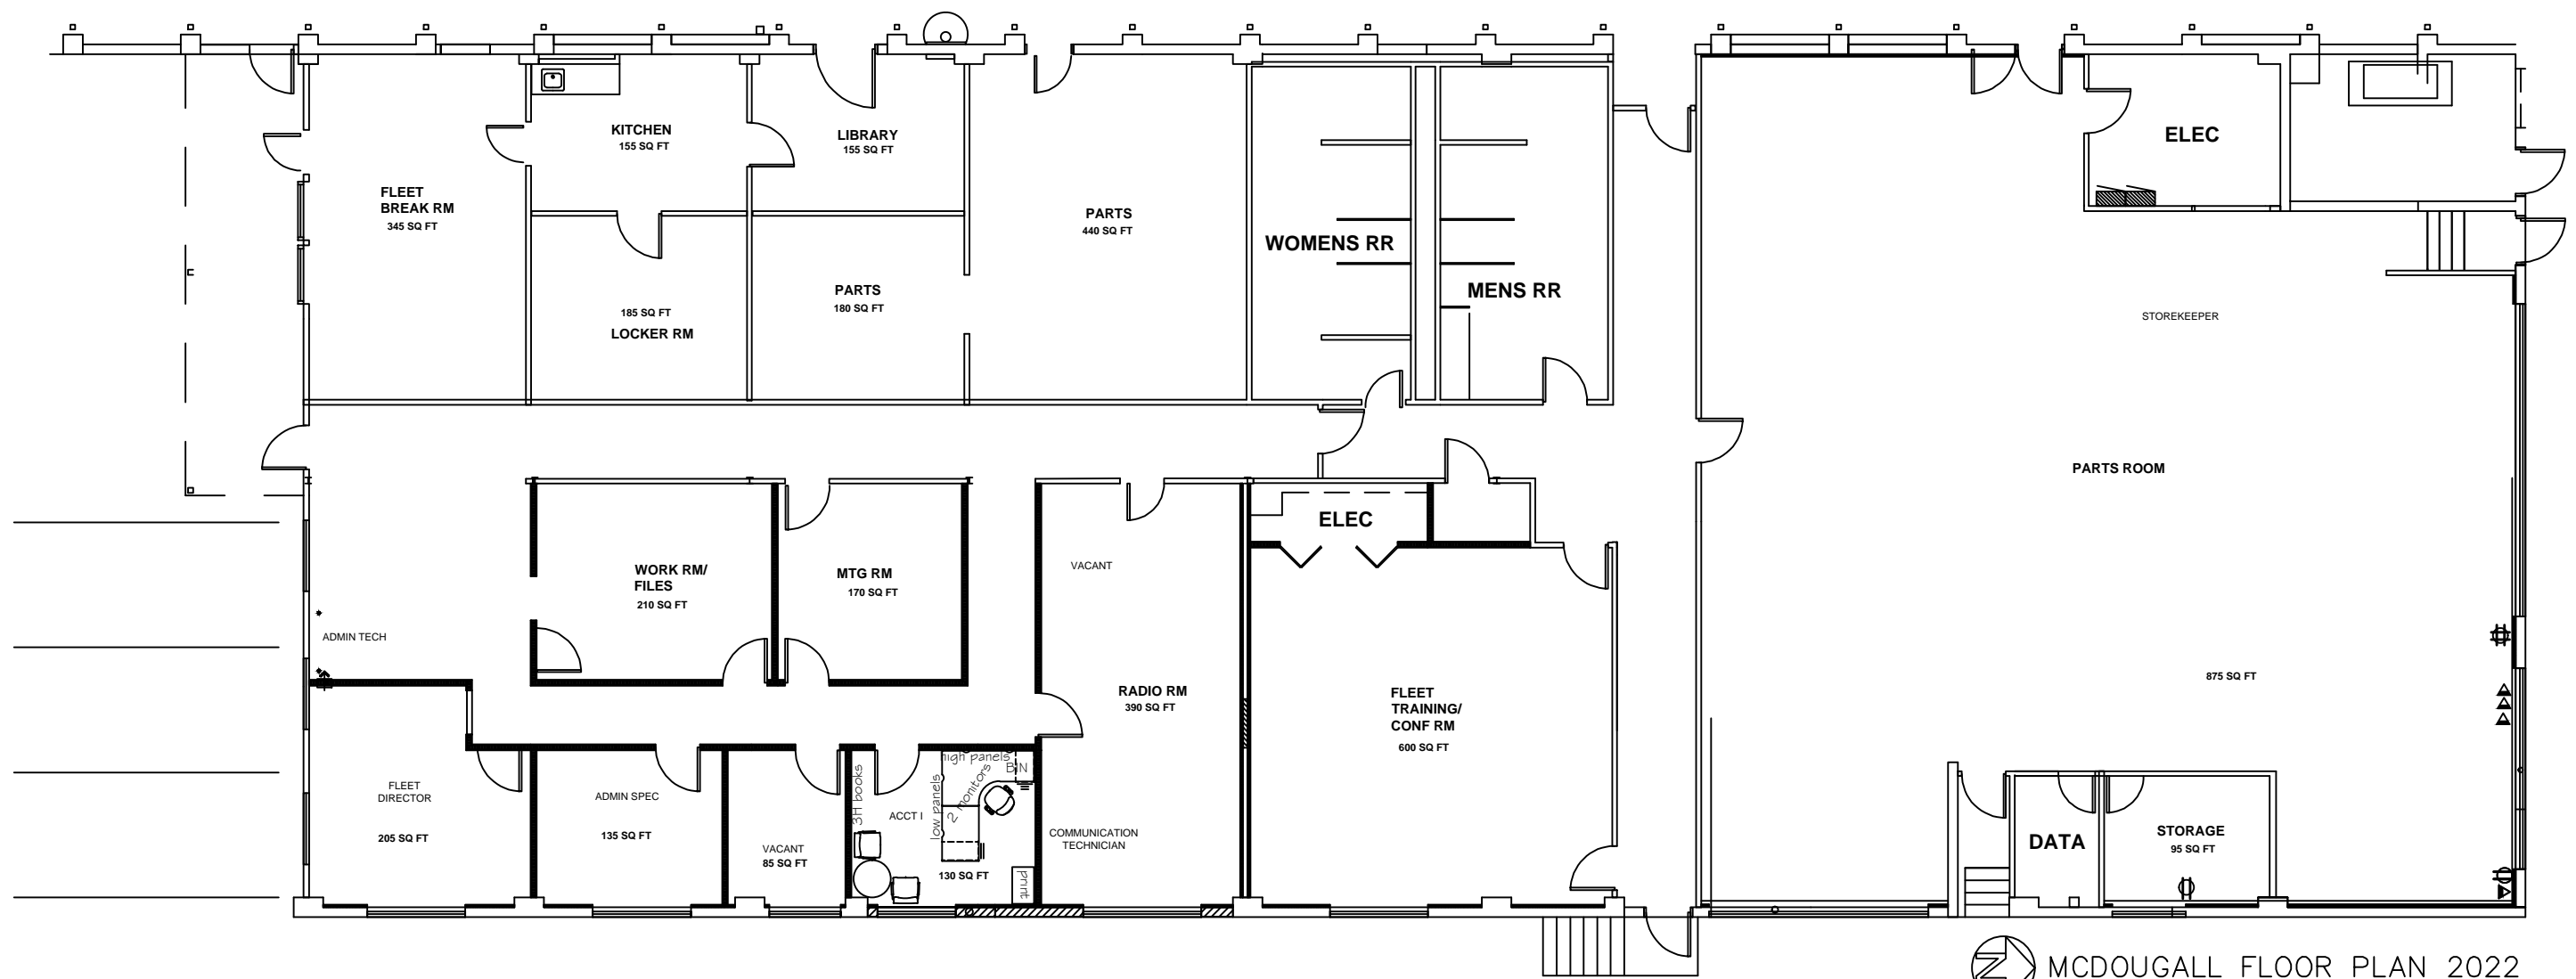 KITCHEN
155 SQ FT
LIBRARY
155 SQ FT
ELEC
FLEET
BREAK RM
345 SQ FT
PARTS
440 SQ FT
WOMENS RR
MENS RR
PARTS
180 SQ FT
185 SQ FT
LOCKER RM
STOREKEEPER
PARTS ROOM
ELEC
WORK RM/
FILES
210 SQ FT
MTG RM
170 SQ FT
VACANT
ADMIN TECH
RADIO RM
390 SQ FT
FLEET
TRAINING/
CONF RM
600 SQ FT
875 SQ FT
FLEET
DIRECTOR
205 SQ FT
ADMIN SPEC
135 SQ FT
VACANT
85 SQ FT
3H books
ACCT I
low panels
high panels
2 monitors
BIN
130 SQ FT
print
COMMUNICATION
TECHNICIAN
DATA
STORAGE
95 SQ FT
N
MCDOUGALL FLOOR PLAN 2022